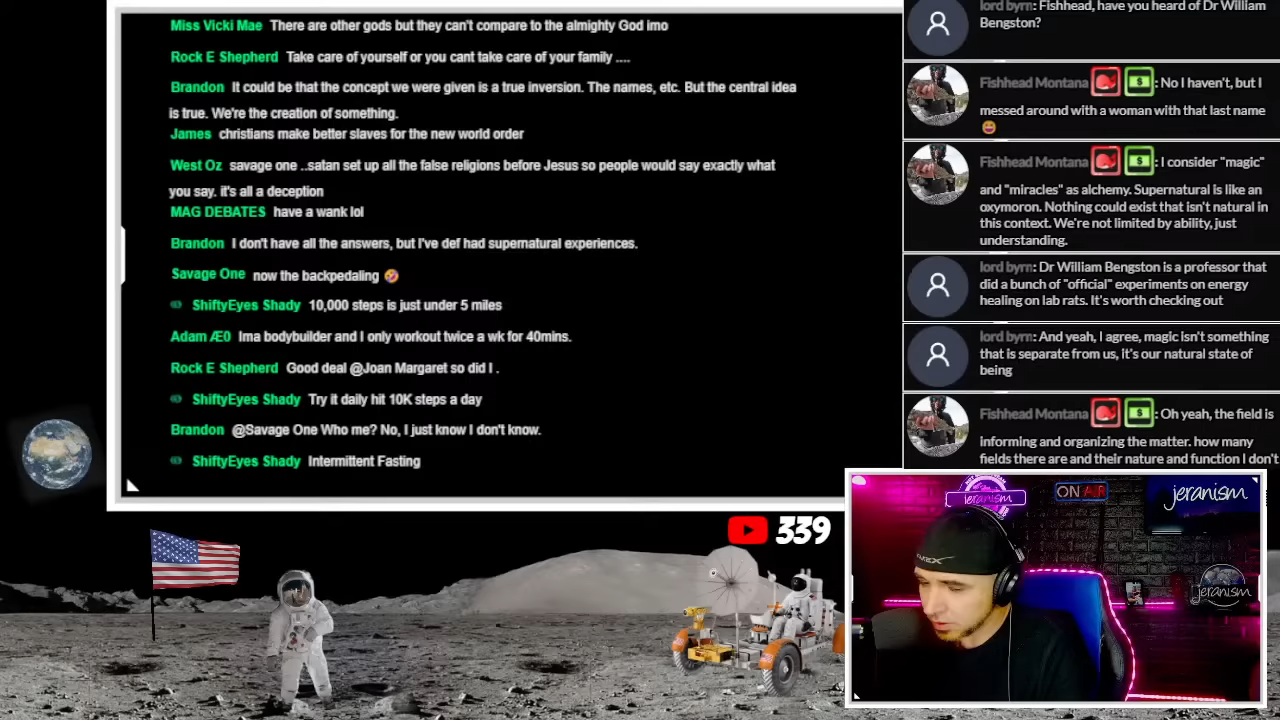 Miss Vicki Mae There are other gods but they can't compare to the almighty God imo
Rock E Shepherd Take care of yourself or you cant take care of your family ....
Brandon It could be that the concept we were given is a true inversion. The names, etc. But the central idea
is true. We're the creation of something.
James christians make better slaves for the new world order
West Oz savage one ..satan set up all the false religions before Jesus so people would say exactly what
you say. it's all a deception
MAG DEBATES have a wank lol
Brandon I don't have all the answers, but I've def had supernatural experiences.
Savage One now the backpedaling 🤣
ShiftyEyes Shady 10,000 steps is just under 5 miles
Adam ÆO Ima bodybuilder and I only workout twice a wk for 40mins.
Rock E Shepherd Good deal @Joan Margaret so did I .
ShiftyEyes Shady Try it daily hit 10K steps a day
Brandon @Savage One Who me? No, I just know I don't know.
ShiftyEyes Shady Intermittent Fasting
lord byrn: Fishhead, have you heard of Dr William
Bengston?
Fishhead Montana : No I haven't, but I
messed around with a woman with that last name
😆
Fishhead Montana : I consider "magic"
and "miracles" as alchemy. Supernatural is like an
oxymoron. Nothing could exist that isn't natural in
this context. We're not limited by ability, just
understanding.
lord byrn: Dr William Bengston is a professor that
did a bunch of "official" experiments on energy
healing on lab rats. It's worth checking out
lord byrn: And yeah, I agree, magic isn't something
that is separate from us, it's our natural state of
being
Fishhead Montana : Oh yeah, the field is
informing and organizing the matter. how many
fields there are and their nature and function I don't
339
jeranism
ON AIR
jeranism
jeranism